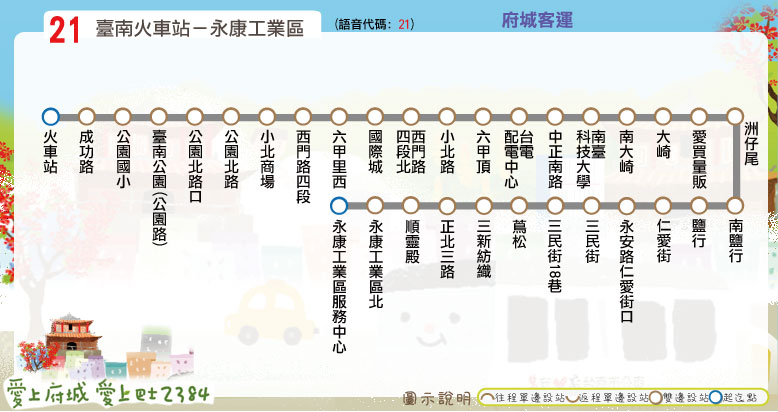 21 臺南火車站－永康工業區 （語音代碼：21） 府城客運
火車站
成功路
公園國小
臺南公園(公園路)
公園北路口
公園北路
小北商場
西門路四段
六甲里西
國際城
西門路四段北
小北路
六甲頂
台電配電中心
中正南路
南臺科技大學
南大崎
大崎
愛買量販
洲仔尾
南鹽行
鹽行
仁愛街
永安路仁愛街口
三民街
三民街18巷
蔦松
三新紡織
正北三路
順靈殿
永康工業區北
永康工業區服務中心
愛上府城 愛上巴士2384
圖示說明 往程單邊設站 返程單邊設站 雙邊設站 起迄點